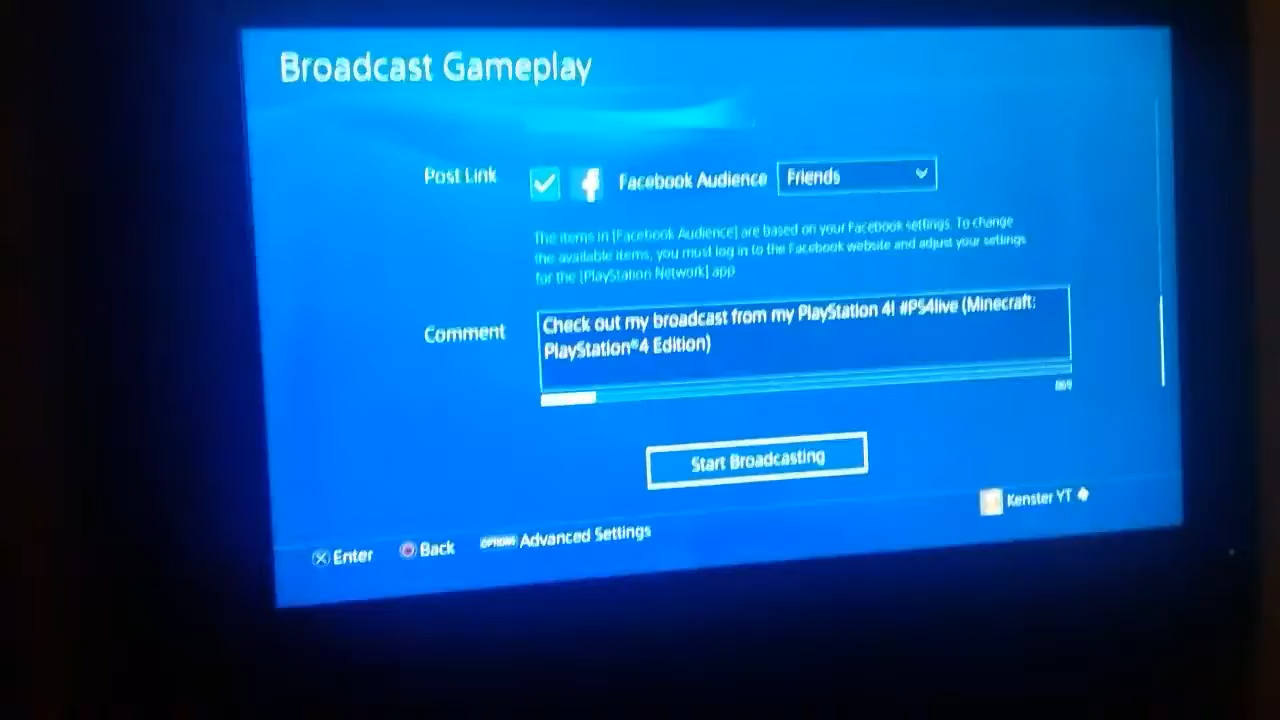 Broadcast Gameplay
Post Link
Facebook Audience
Friends
The items in [Facebook Audience] are based on your Facebook settings. To change
the available items, you must log in to the Facebook website and adjust your settings
for the [PlayStation Network] app
Comment
Check out my broadcast from my PlayStation 4! #PS4live (Minecraft:
PlayStation®4 Edition)
Start Broadcasting
Kenster YT
Enter
Back
OPTIONS Advanced Settings